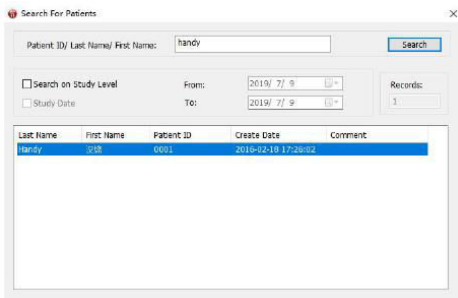 Search For Patients
Patient ID/ Last Name/ First Name: handy Search
Search on Study Level From: 2019/ 7/ 9 Records:
Study Date To: 2019/ 7/ 9 1
Last Name First Name Patient ID Create Date Comment
Handy 0001 2016-02-18 17:26:02